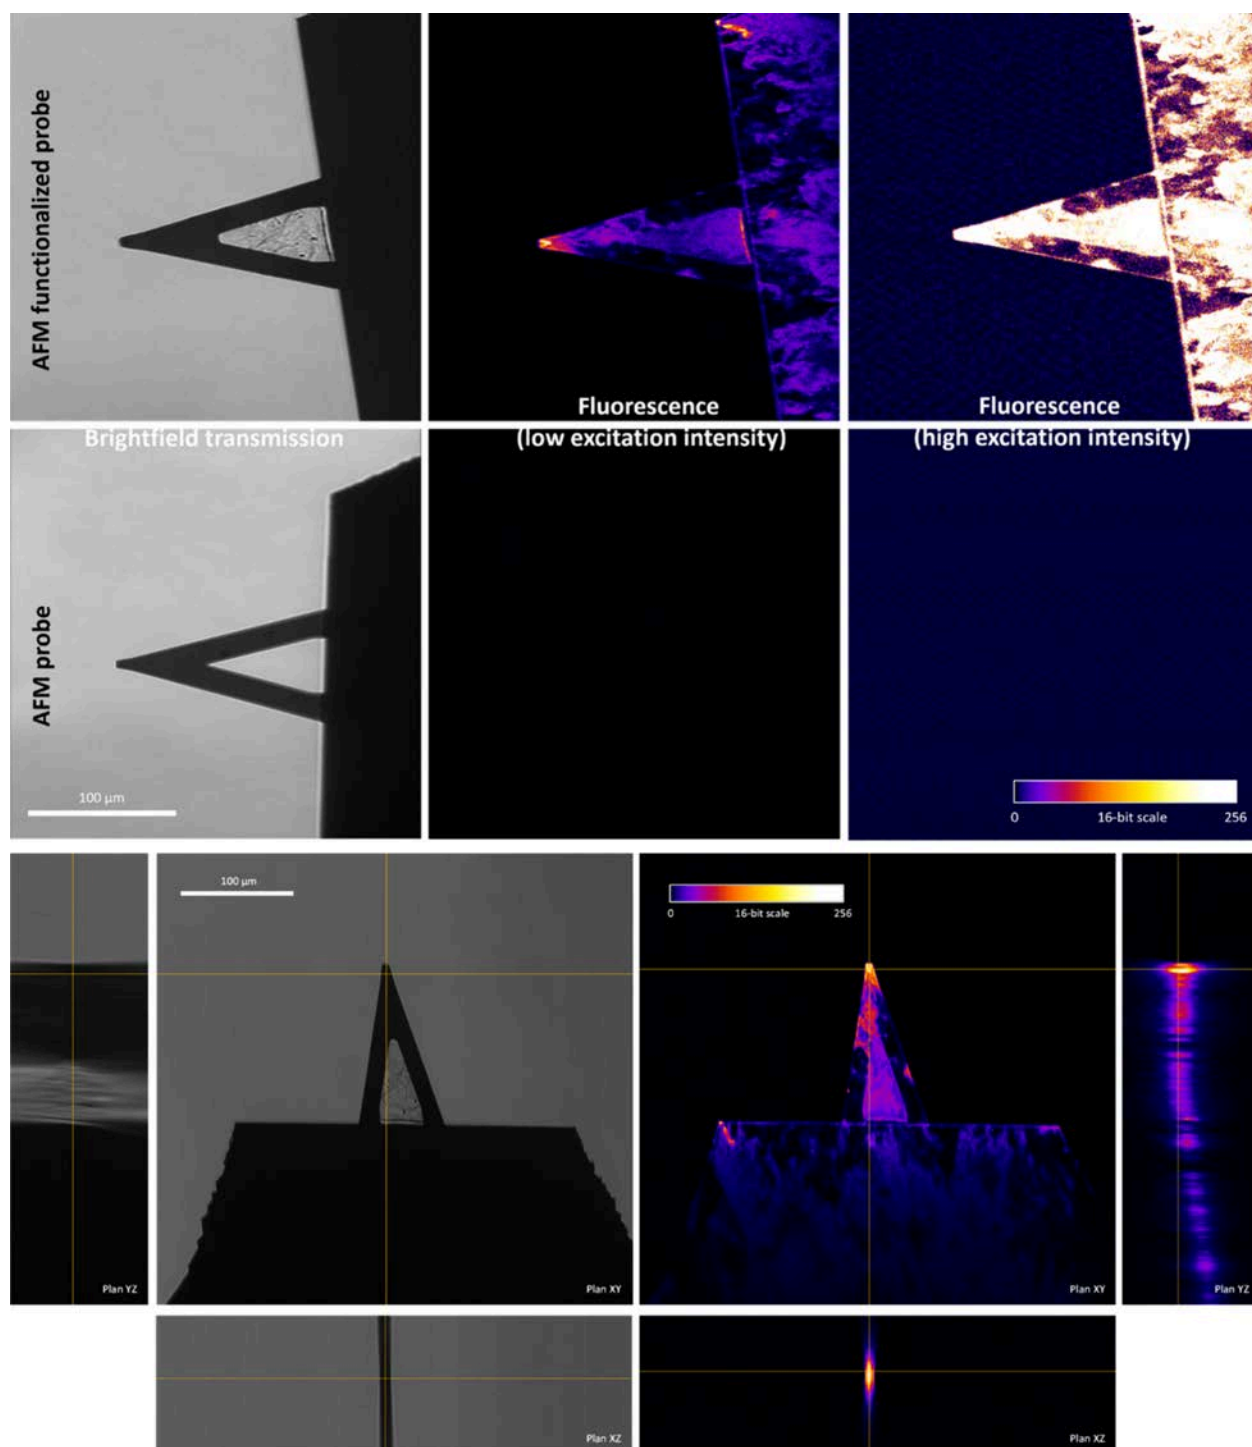 AFM functionalized probe
Fluorescence
Fluorescence
Brightfield transmission
(low excitation intensity)
(high excitation intensity)
AFM probe
100 µm
0
16-bit scale
256
100 µm
0
16-bit scale
256
Plan YZ
Plan XY
Plan XY
Plan YZ
Plan XZ
Plan XZ